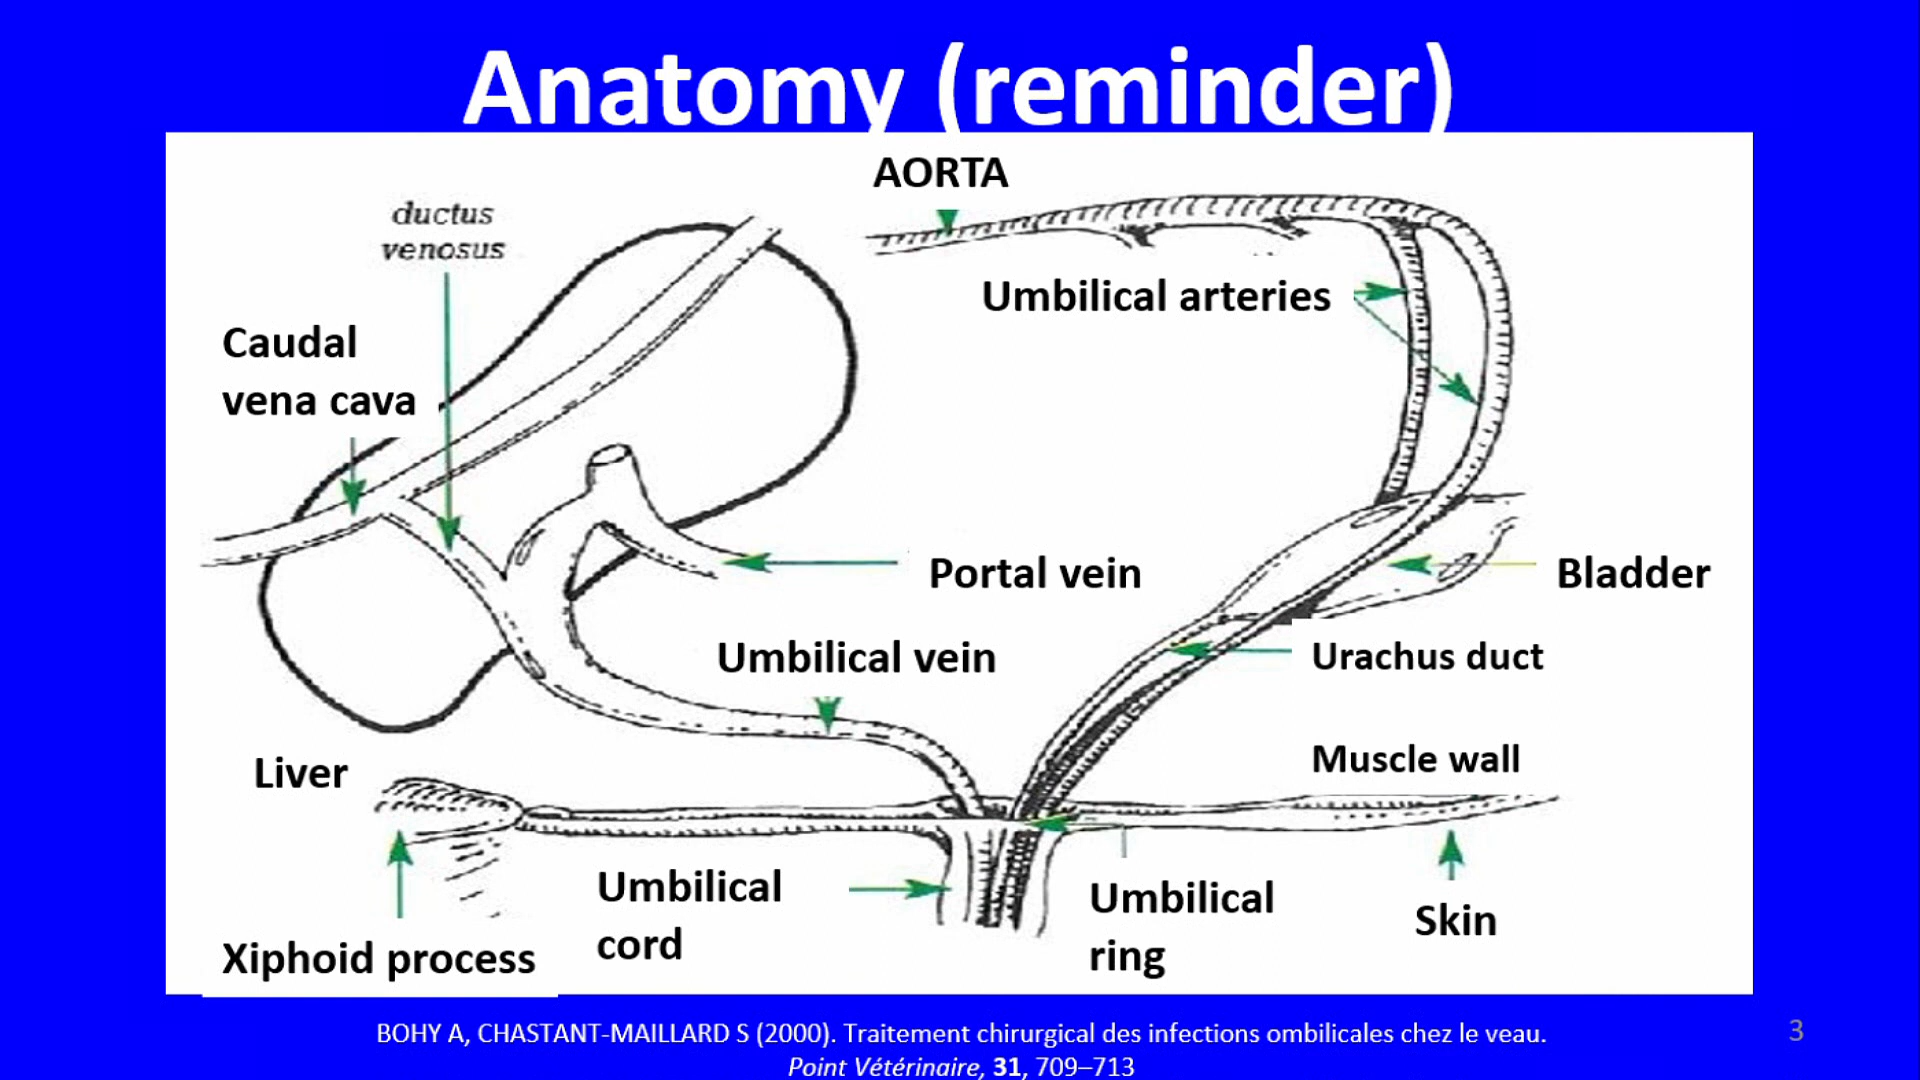 Anatomy (reminder)
AORTA
ductus
venosus
Umbilical arteries
Caudal
vena cava
Portal vein
Bladder
Umbilical vein
Urachus duct
Muscle wall
Liver
Umbilical
cord
Umbilical
ring
Skin
Xiphoid process
BOHY A, CHASTANT-MAILLARD S (2000). Traitement chirurgical des infections ombilicales chez le veau.
Point Vétérinaire, 31, 709–713
3